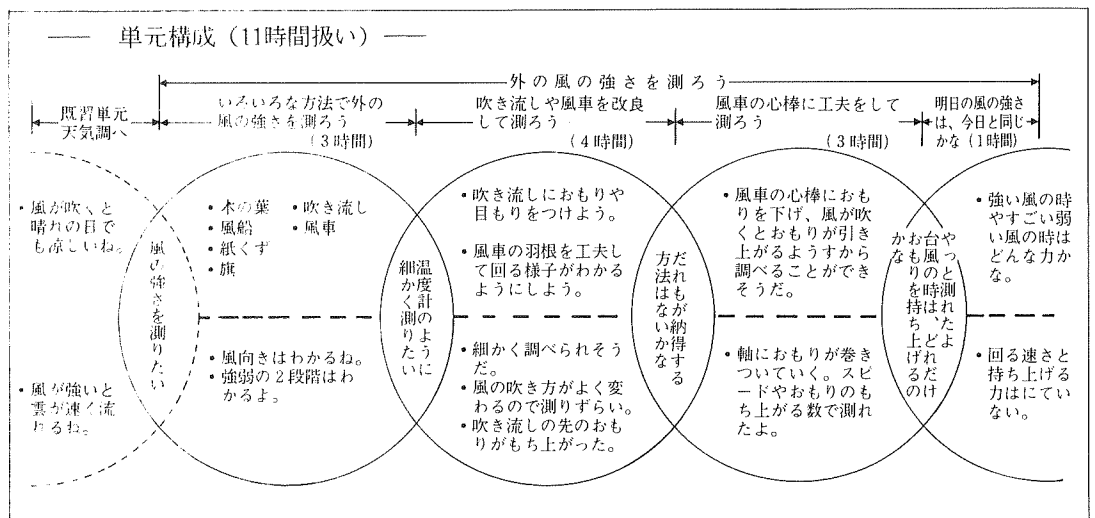 単元構成（11時間扱い）
外の風の強さを測ろう
既習単元
天気調べ
いろいろな方法で外の
風の強さを測ろう
（3時間）
吹き流しや風車を改良
して測ろう
（4時間）
風車の心棒に工夫をして
測ろう
（3時間）
明日の風の強さ
は、今日と同じ
かな（1時間）
・風が吹くと
晴れの日で
も涼しいね。
・風が強いと
雲が速く流
れるね。
風の強さを測りたい
・木の葉 ・吹き流し
・風船 ・風車
・紙くず
・旗
・風向きはわかるね。
・強弱の2段階はわ
かるよ。
温度計のように
細かく測りたい
・吹き流しにおもりや
目もりをつけよう。
・風車の羽根を工夫し
て回る様子がわかる
ようにしよう。
・細かく調べられそう
だ。
・風の吹き方がよく変
わるので測りずらい。
・吹き流しの先のおも
りがもち上がった。
だれもが納得する
方法はないかな
・風車の心棒におも
りを下げ、風が吹
くとおもりが引き
上がるようすから
調べることができ
そうだ。
・軸におもりが巻き
ついていく。スピ
ードやおもりのも
ち上がる数で測れ
たよ。
やっと測れたよ
台風の時は、どれだけ
おもりを持ち上げるの
かな
・強い風の時
やすごい弱
い風の時は
どんな力か
な。
・回る速さと
持ち上げる
力はにてい
ない。